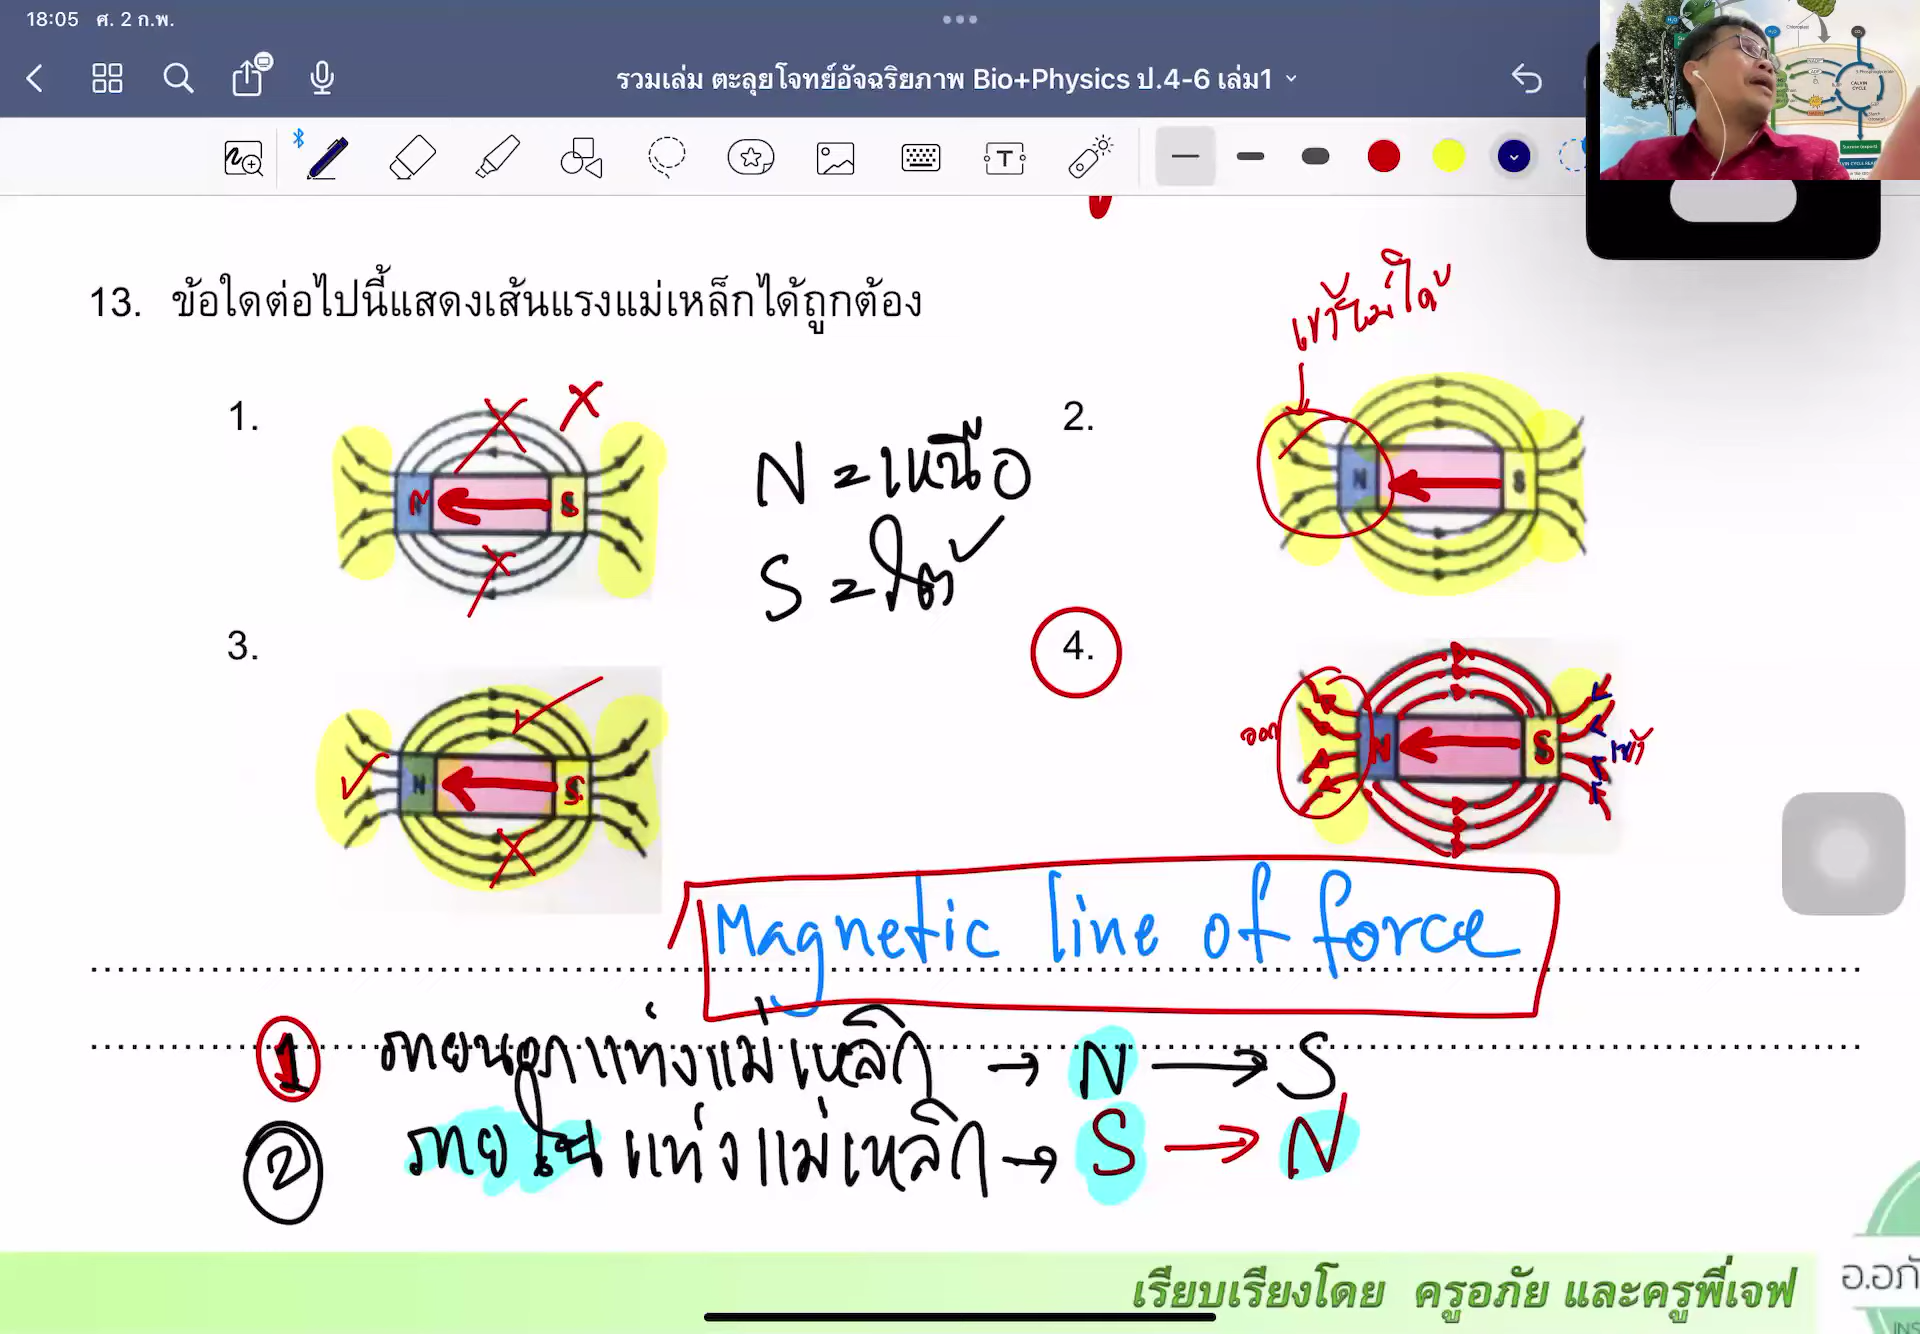 18:05 ศ. 2 ก.พ.
รวมเล่ม ตะลุยโจทย์อัจฉริยภาพ Bio+Physics ป.4-6 เล่ม1
13. ข้อใดต่อไปนี้แสดงเส้นแรงแม่เหล็กได้ถูกต้อง
เข้าไม่ได้
1.
N S
N = เหนือ
S = ใต้
2.
N S
3.
N S
4.
ออก N S เข้า
Magnetic line of force
1 ภายนอกแท่งแม่เหล็ก → N → S
2 ภายในแท่งแม่เหล็ก → S → N
เรียบเรียงโดย ครูอภัย และครูพี่เจฟ